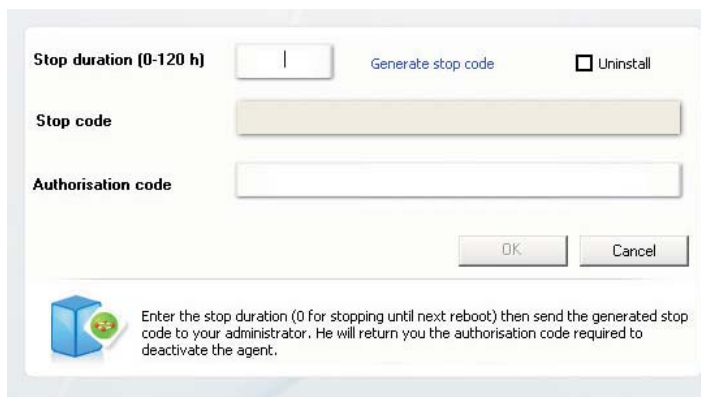 Stop duration (0-120 h) Generate stop code Uninstall
Stop code
Authorisation code
OK Cancel
Enter the stop duration (0 for stopping until next reboot) then send the generated stop
code to your administrator. He will return you the authorisation code required to
deactivate the agent.